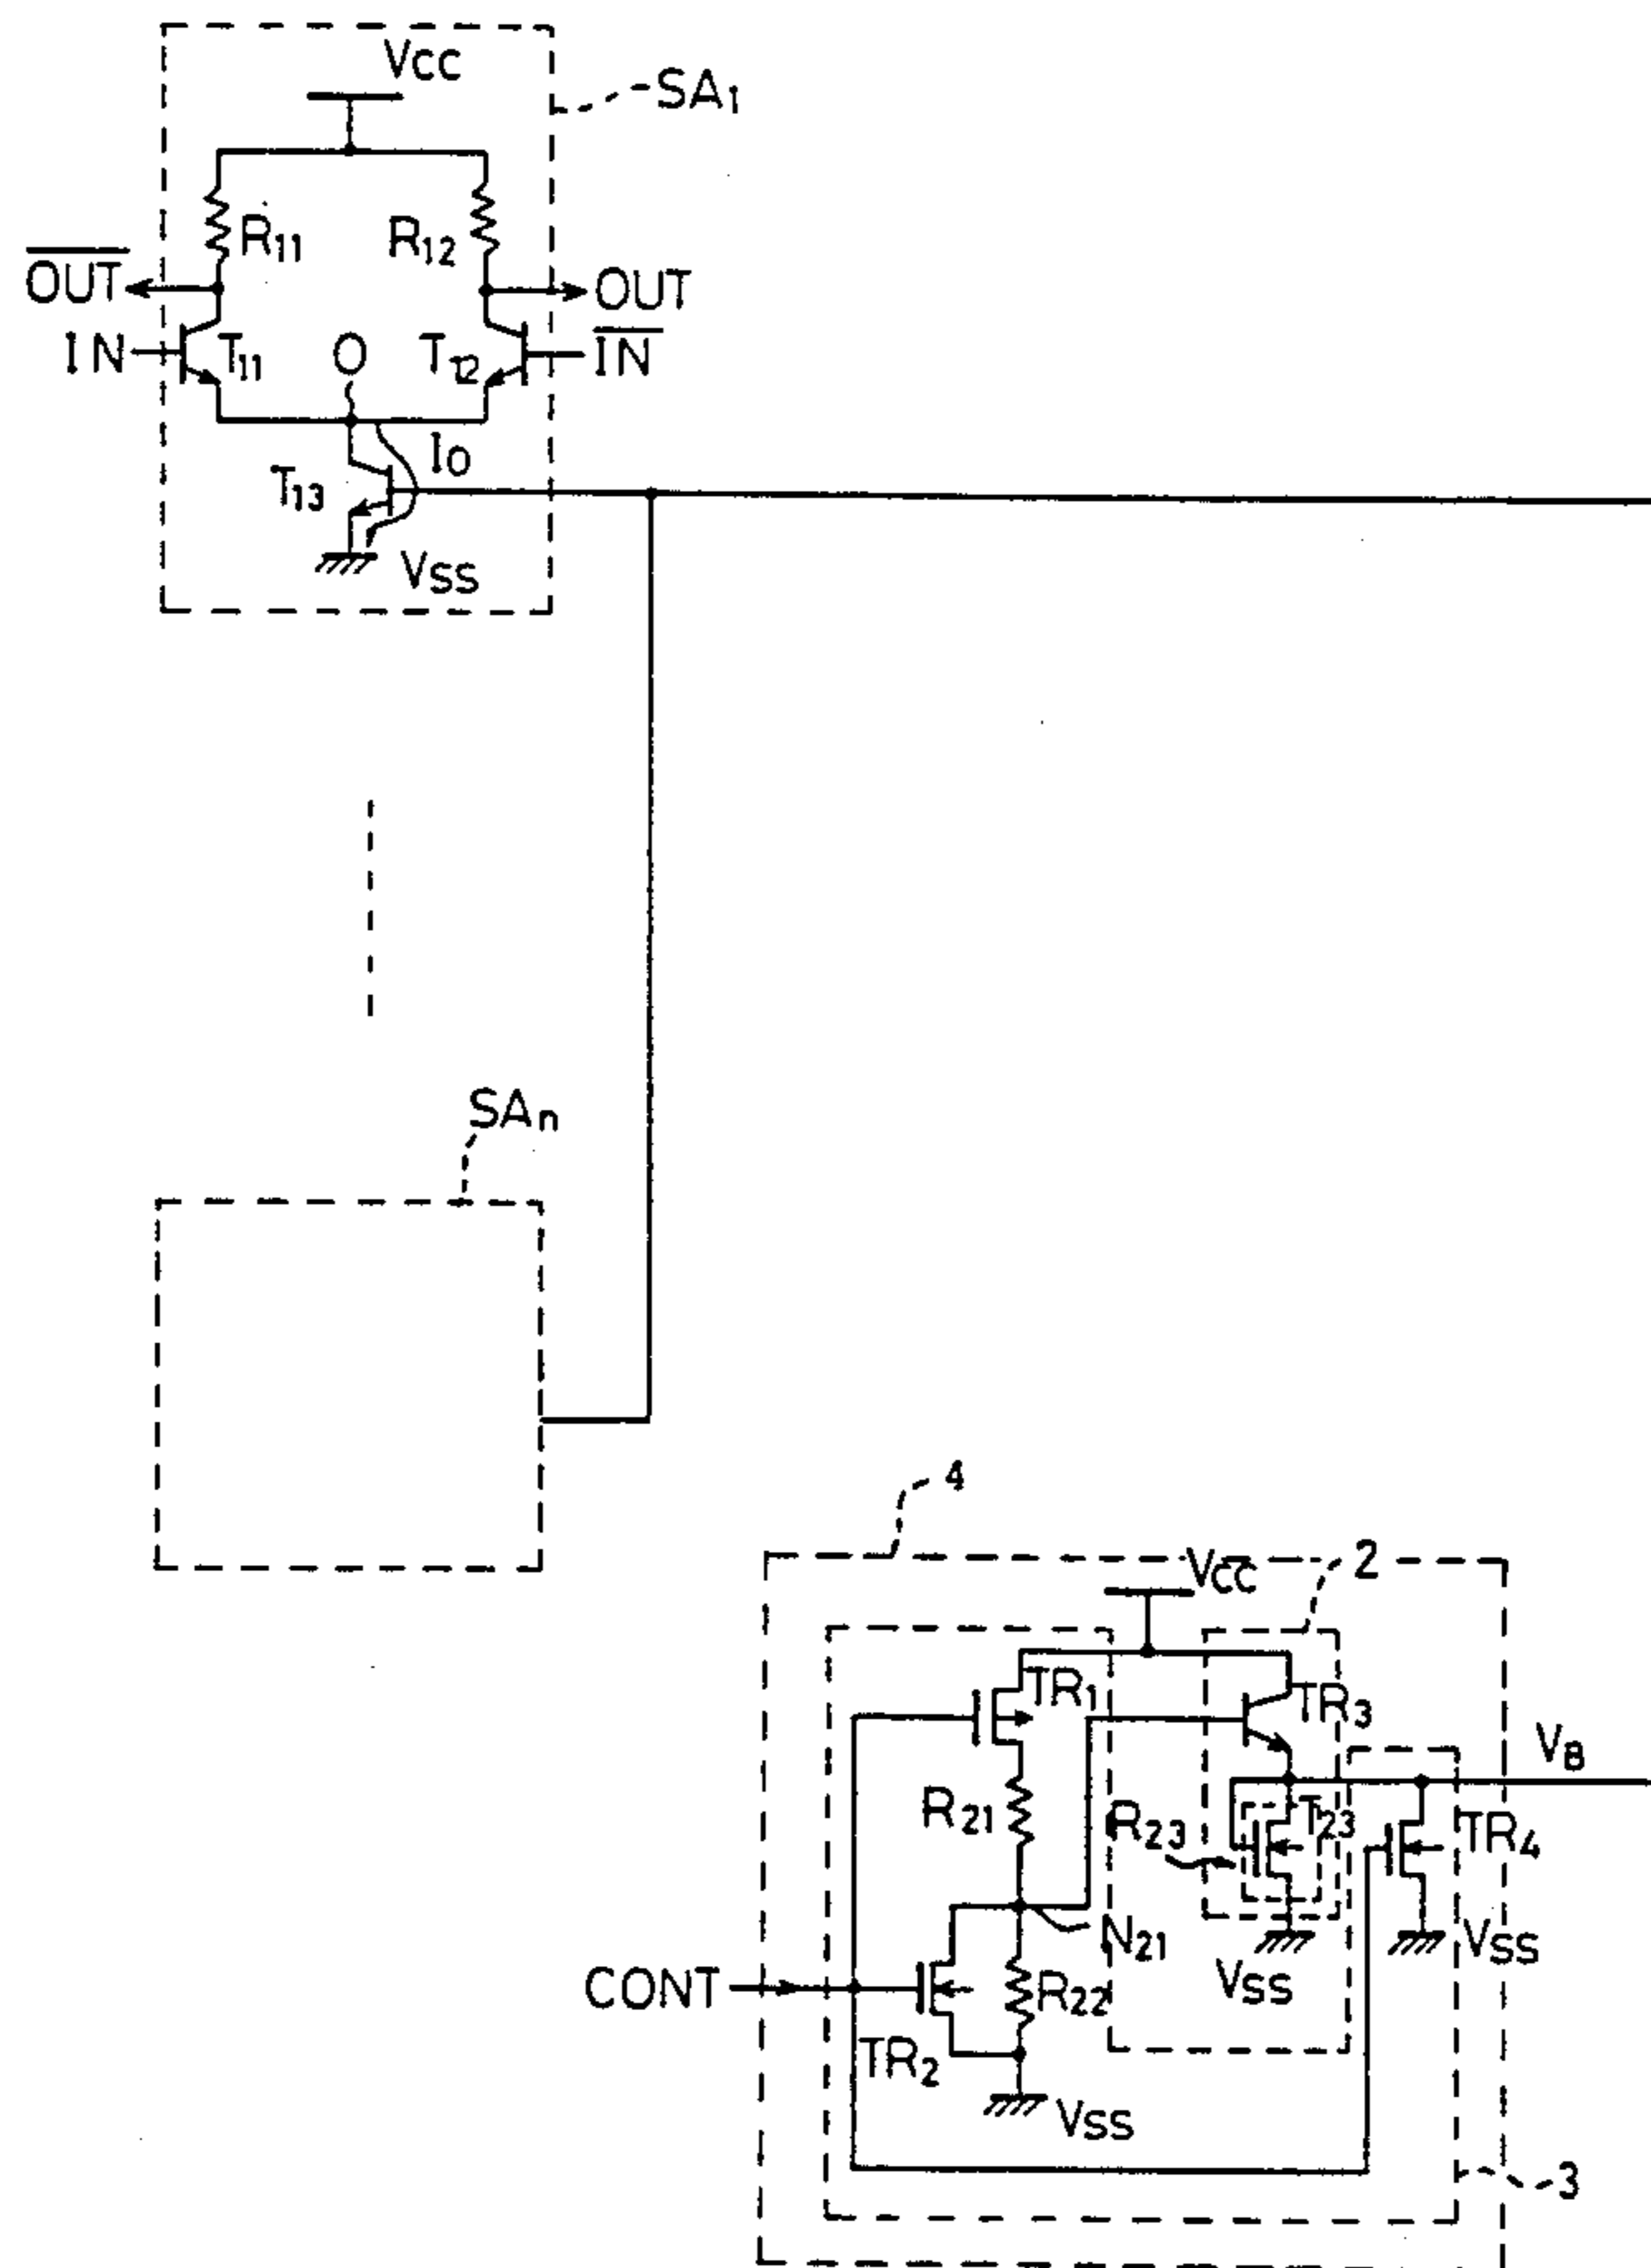 VCC
SA1
R11
R12
OUT
OUT
IN
T11
O
T12
IN
I0
T13
VSS
SAn
4
2
VCC
TR1
TR3
VB
R21
R23
T23
TR4
N21
VSS
VSS
CONT
R22
TR2
VSS
3